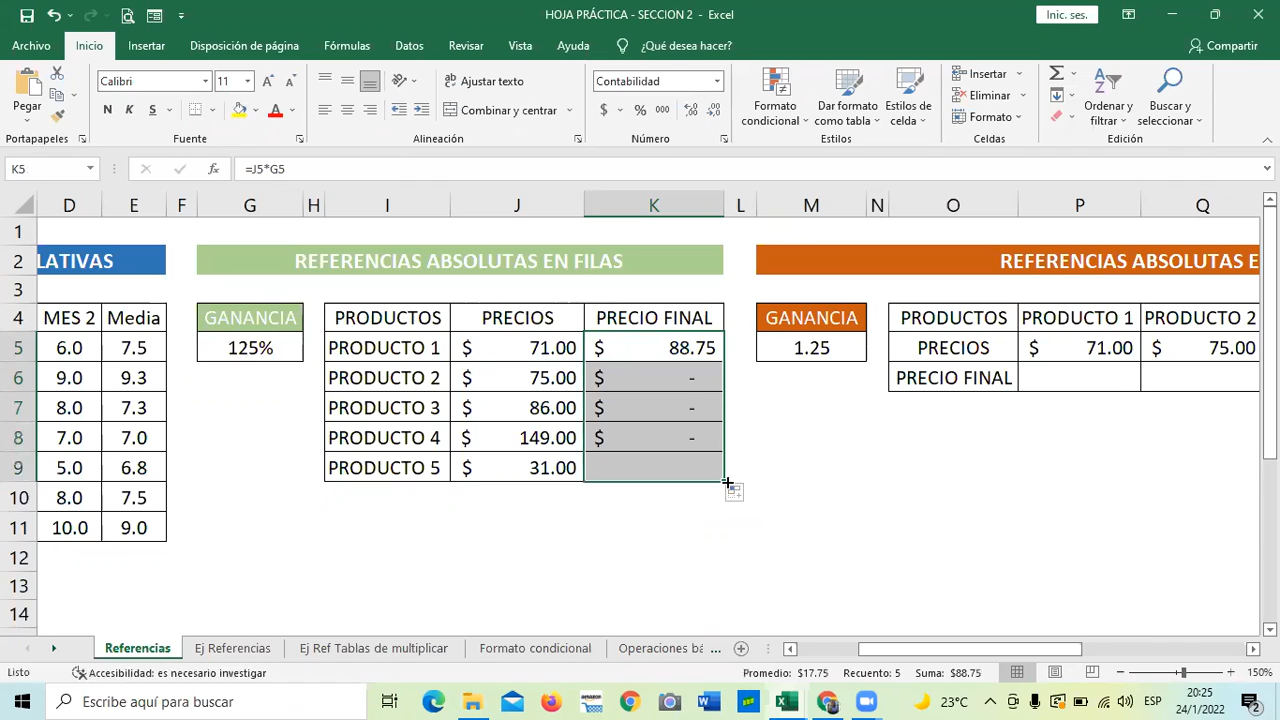 HOJA PRÁCTICA - SECCION 2 - Excel
Inic. ses.
Archivo Inicio Insertar Disposición de página Fórmulas Datos Revisar Vista Ayuda ¿Qué desea hacer? Compartir
Pegar
Calibri 11
N K S
Ajustar texto
Combinar y centrar
Contabilidad
$ % 000
Formato condicional
Dar formato como tabla
Estilos de celda
Insertar
Eliminar
Formato
Ordenar y filtrar
Buscar y seleccionar
Portapapeles Fuente Alineación Número Estilos Celdas Edición
K5 fx =J5*G5
D E F G H I J K L M N O P Q
1
2 LATIVAS REFERENCIAS ABSOLUTAS EN FILAS REFERENCIAS ABSOLUTAS E
3
4 MES 2 Media GANANCIA PRODUCTOS PRECIOS PRECIO FINAL GANANCIA PRODUCTOS PRODUCTO 1 PRODUCTO 2
5 6.0 7.5 125% PRODUCTO 1 $ 71.00 $ 88.75 1.25 PRECIOS $ 71.00 $ 75.00
6 9.0 9.3 PRODUCTO 2 $ 75.00 $ - PRECIO FINAL
7 8.0 7.3 PRODUCTO 3 $ 86.00 $ -
8 7.0 7.0 PRODUCTO 4 $ 149.00 $ -
9 5.0 6.8 PRODUCTO 5 $ 31.00
10 8.0 7.5
11 10.0 9.0
12
13
14
Referencias Ej Referencias Ej Ref Tablas de multiplicar Formato condicional Operaciones bá ...
Listo Accesibilidad: es necesario investigar Promedio: $17.75 Recuento: 5 Suma: $88.75 150%
Escribe aquí para buscar 23°C ESP 20:25
24/1/2022 2